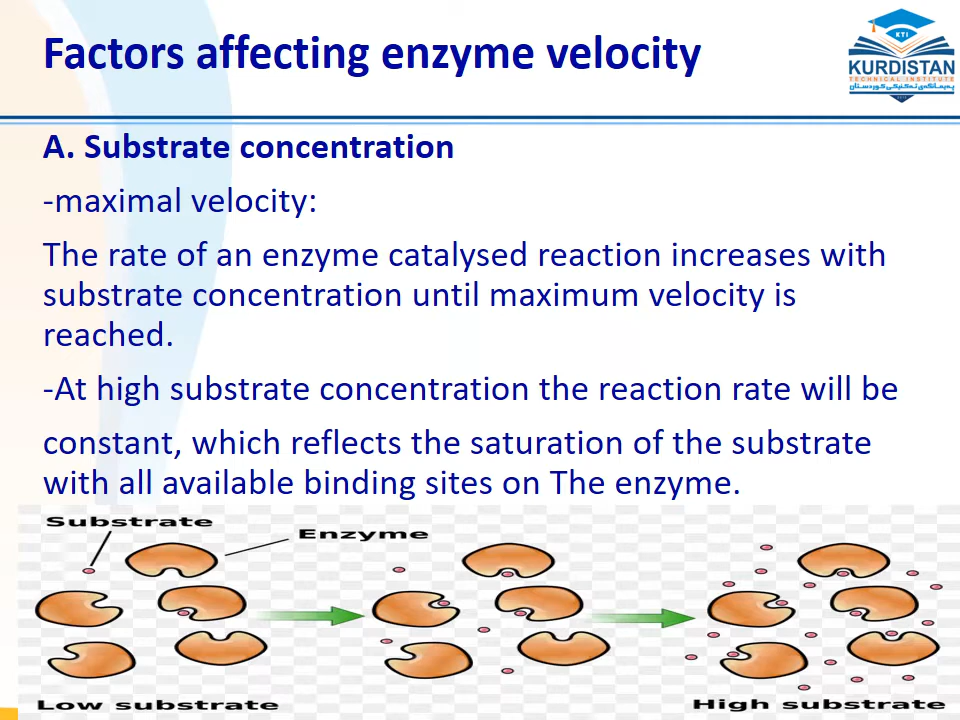 Factors affecting enzyme velocity
KTI
KURDISTAN
TECHNICAL INSTITUTE
پەیمانگەی تەکنیکی کوردستان
A. Substrate concentration
-maximal velocity:
The rate of an enzyme catalysed reaction increases with
substrate concentration until maximum velocity is
reached.
-At high substrate concentration the reaction rate will be
constant, which reflects the saturation of the substrate
with all available binding sites on The enzyme.
Substrate
Enzyme
Low substrate
High substrate